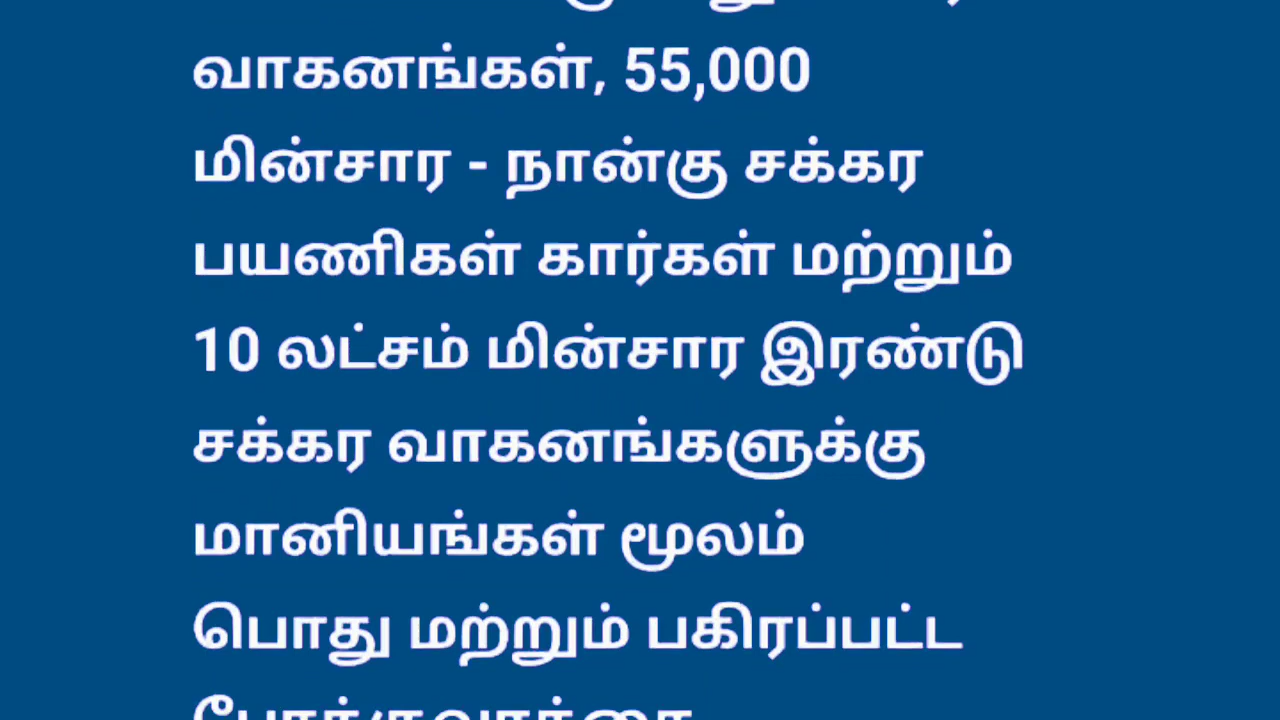 வாகனங்கள், 55,000
மின்சார - நான்கு சக்கர
பயணிகள் கார்கள் மற்றும்
10 லட்சம் மின்சார இரண்டு
சக்கர வாகனங்களுக்கு
மானியங்கள் மூலம்
பொது மற்றும் பகிரப்பட்ட